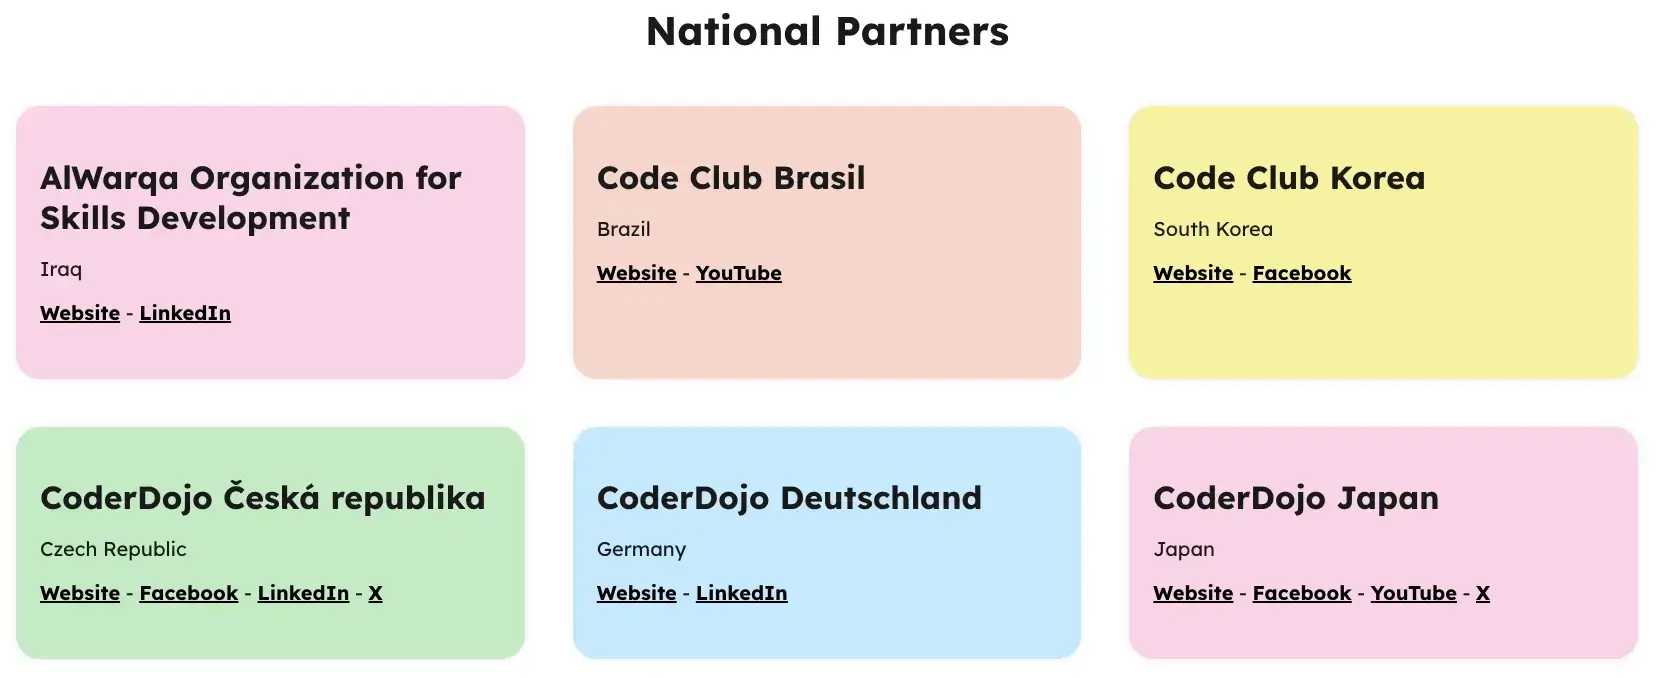 National Partners
AlWarqa Organization for
Skills Development
Iraq
Website - LinkedIn
Code Club Brasil
Brazil
Website - YouTube
Code Club Korea
South Korea
Website - Facebook
CoderDojo Česká republika
Czech Republic
Website - Facebook - LinkedIn - X
CoderDojo Deutschland
Germany
Website - LinkedIn
CoderDojo Japan
Japan
Website - Facebook - YouTube - X